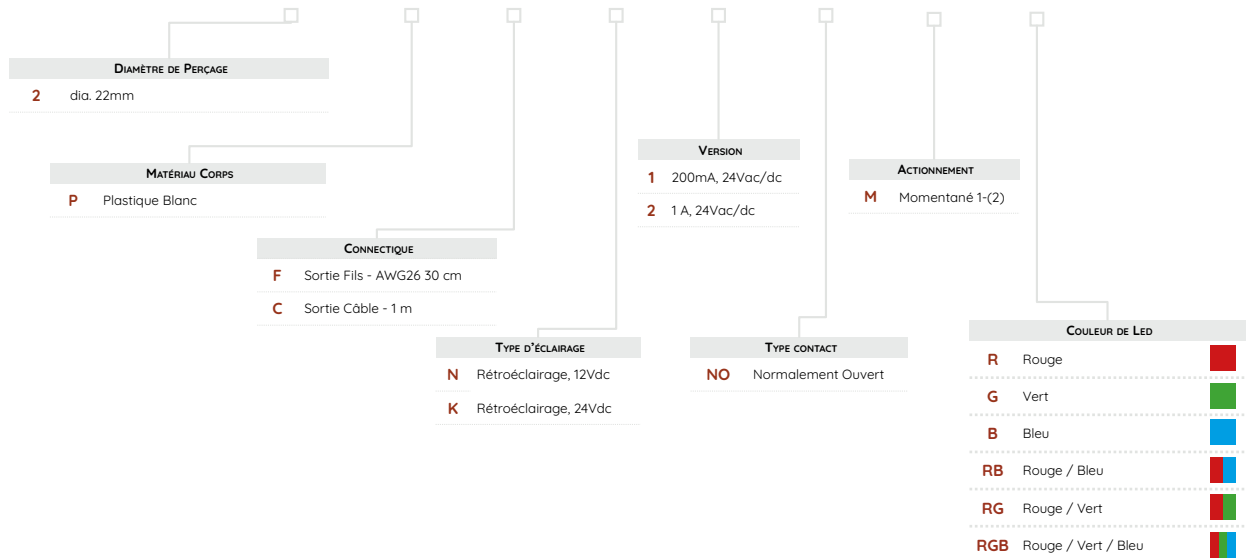 Diamètre de Perçage
2 dia. 22mm
Matériau Corps
P Plastique Blanc
Connectique
F Sortie Fils - AWG26 30 cm
C Sortie Câble - 1 m
Type d'éclairage
N Rétroéclairage, 12Vdc
K Rétroéclairage, 24Vdc
Version
1 200mA, 24Vac/dc
2 1 A, 24Vac/dc
Type contact
NO Normalement Ouvert
Actionnement
M Momentané 1-(2)
Couleur de Led
R Rouge
G Vert
B Bleu
RB Rouge / Bleu
RG Rouge / Vert
RGB Rouge / Vert / Bleu